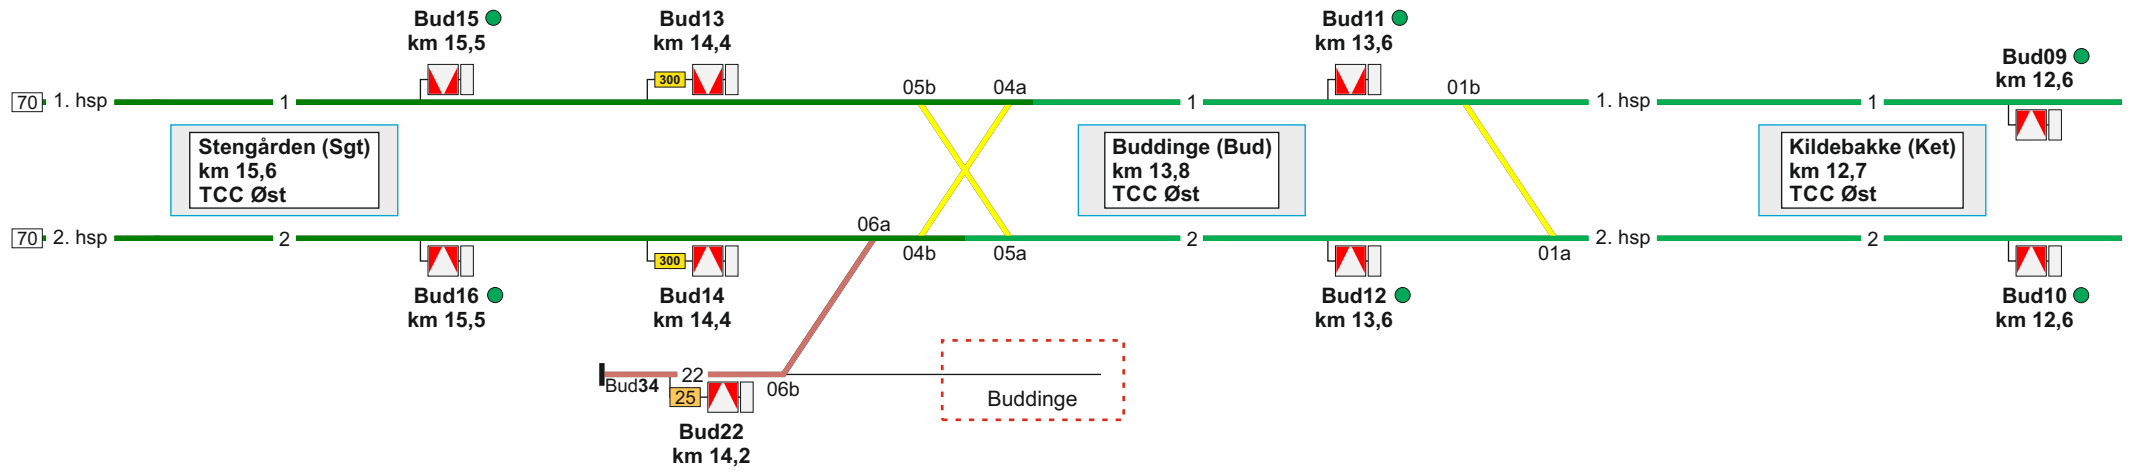 Bud15
km 15,5
Bud13
km 14,4
Bud11
km 13,6
Bud09
km 12,6
300
70 1. hsp 1 05b 04a 1 01b 1. hsp 1
Stengården (Sgt)
km 15,6
TCC Øst
Buddinge (Bud)
km 13,8
TCC Øst
Kildebakke (Ket)
km 12,7
TCC Øst
70 2. hsp 2 06a 04b 05a 2 01a 2. hsp 2
300
Bud16
km 15,5
Bud14
km 14,4
Bud12
km 13,6
Bud10
km 12,6
Bud34 22 06b
25
Buddinge
Bud22
km 14,2